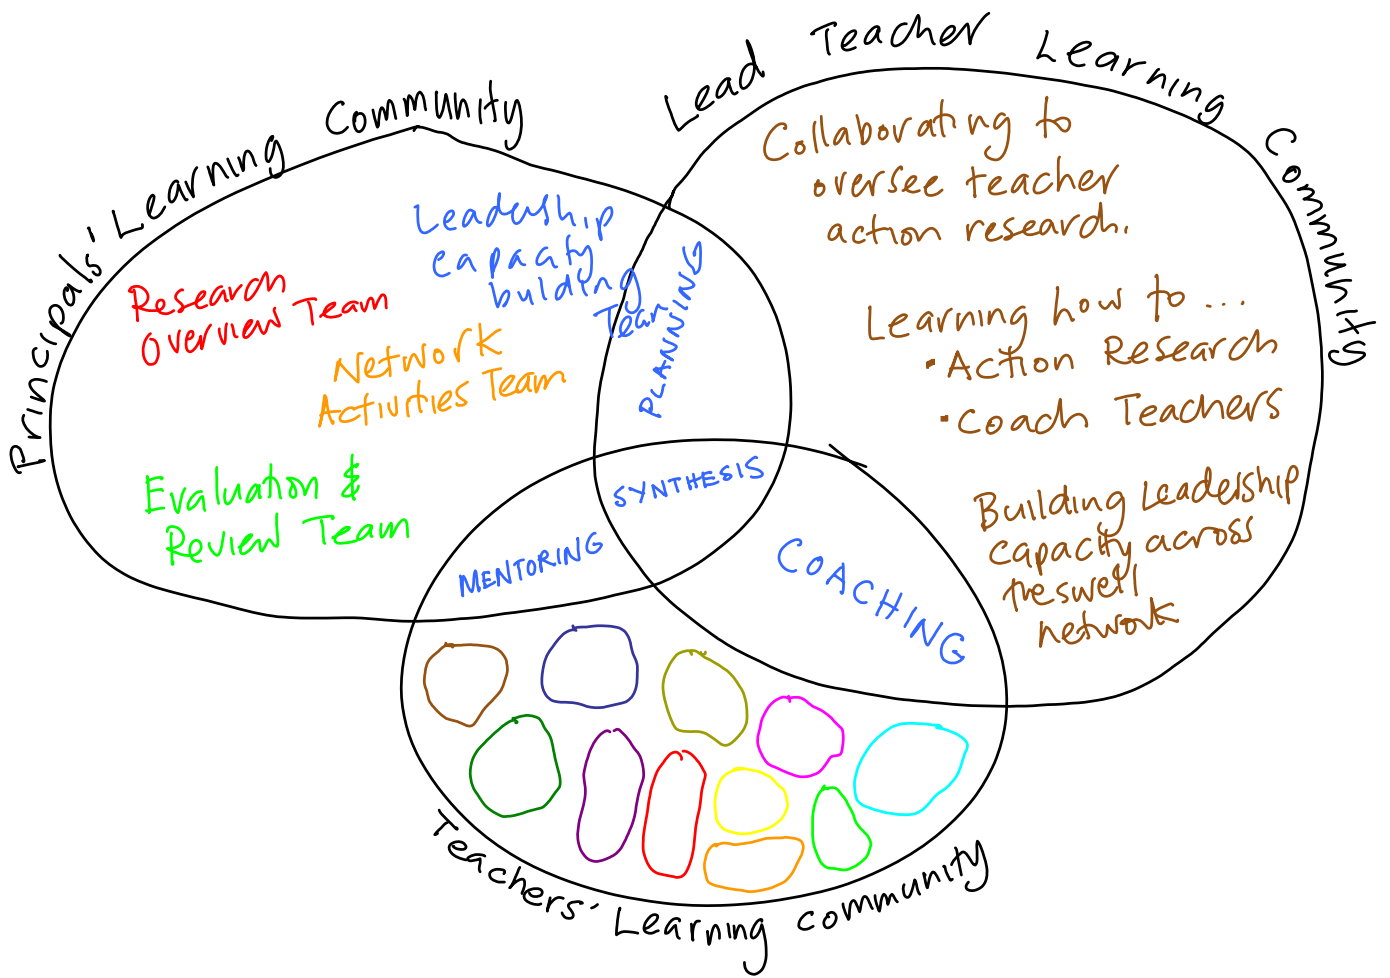 Principals' Learning Community
Lead Teacher Learning Community
Leadership
capacity
bulding
Team
Research
Overview Team
Network
Activities Team
Evaluation &
Review Team
PLANNING
Collaborating to
oversee teacher
action research.
Learning how to ...
• Action Research
• Coach Teachers
Building Leadership
capacity across
the swell
network
SYNTHESIS
MENTORING
COACHING
Teachers' Learning community